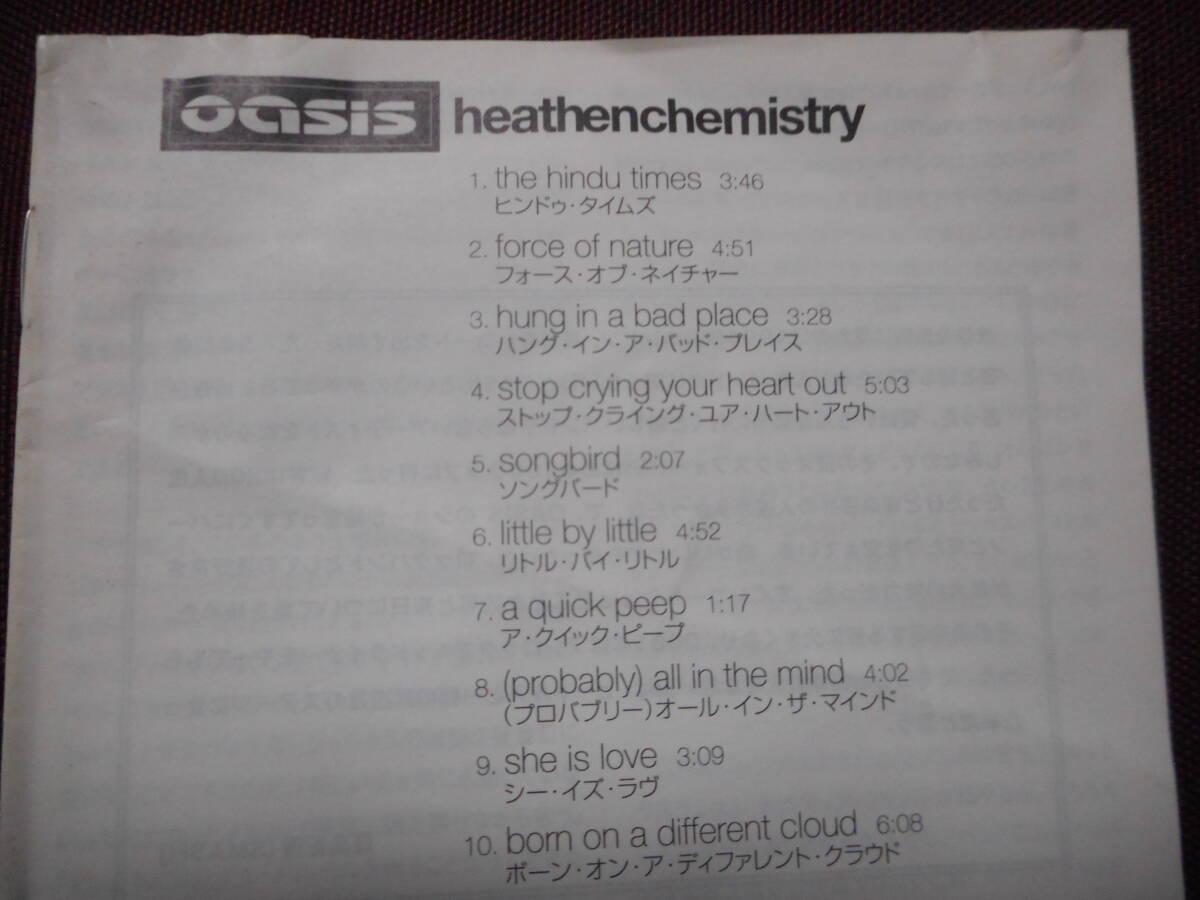 oasis heathenchemistry
1. the hindu times 3:46
ヒンドゥ・タイムズ
2. force of nature 4:51
フォース・オブ・ネイチャー
3. hung in a bad place 3:28
ハング・イン・ア・バッド・プレイス
4. stop crying your heart out 5:03
ストップ・クライング・ユア・ハート・アウト
5. songbird 2:07
ソングバード
6. little by little 4:52
リトル・バイ・リトル
7. a quick peep 1:17
ア・クイック・ピープ
8. (probably) all in the mind 4:02
(プロバブリー)オール・イン・ザ・マインド
9. she is love 3:09
シー・イズ・ラヴ
10. born on a different cloud 6:08
ボーン・オン・ア・ディファレント・クラウド